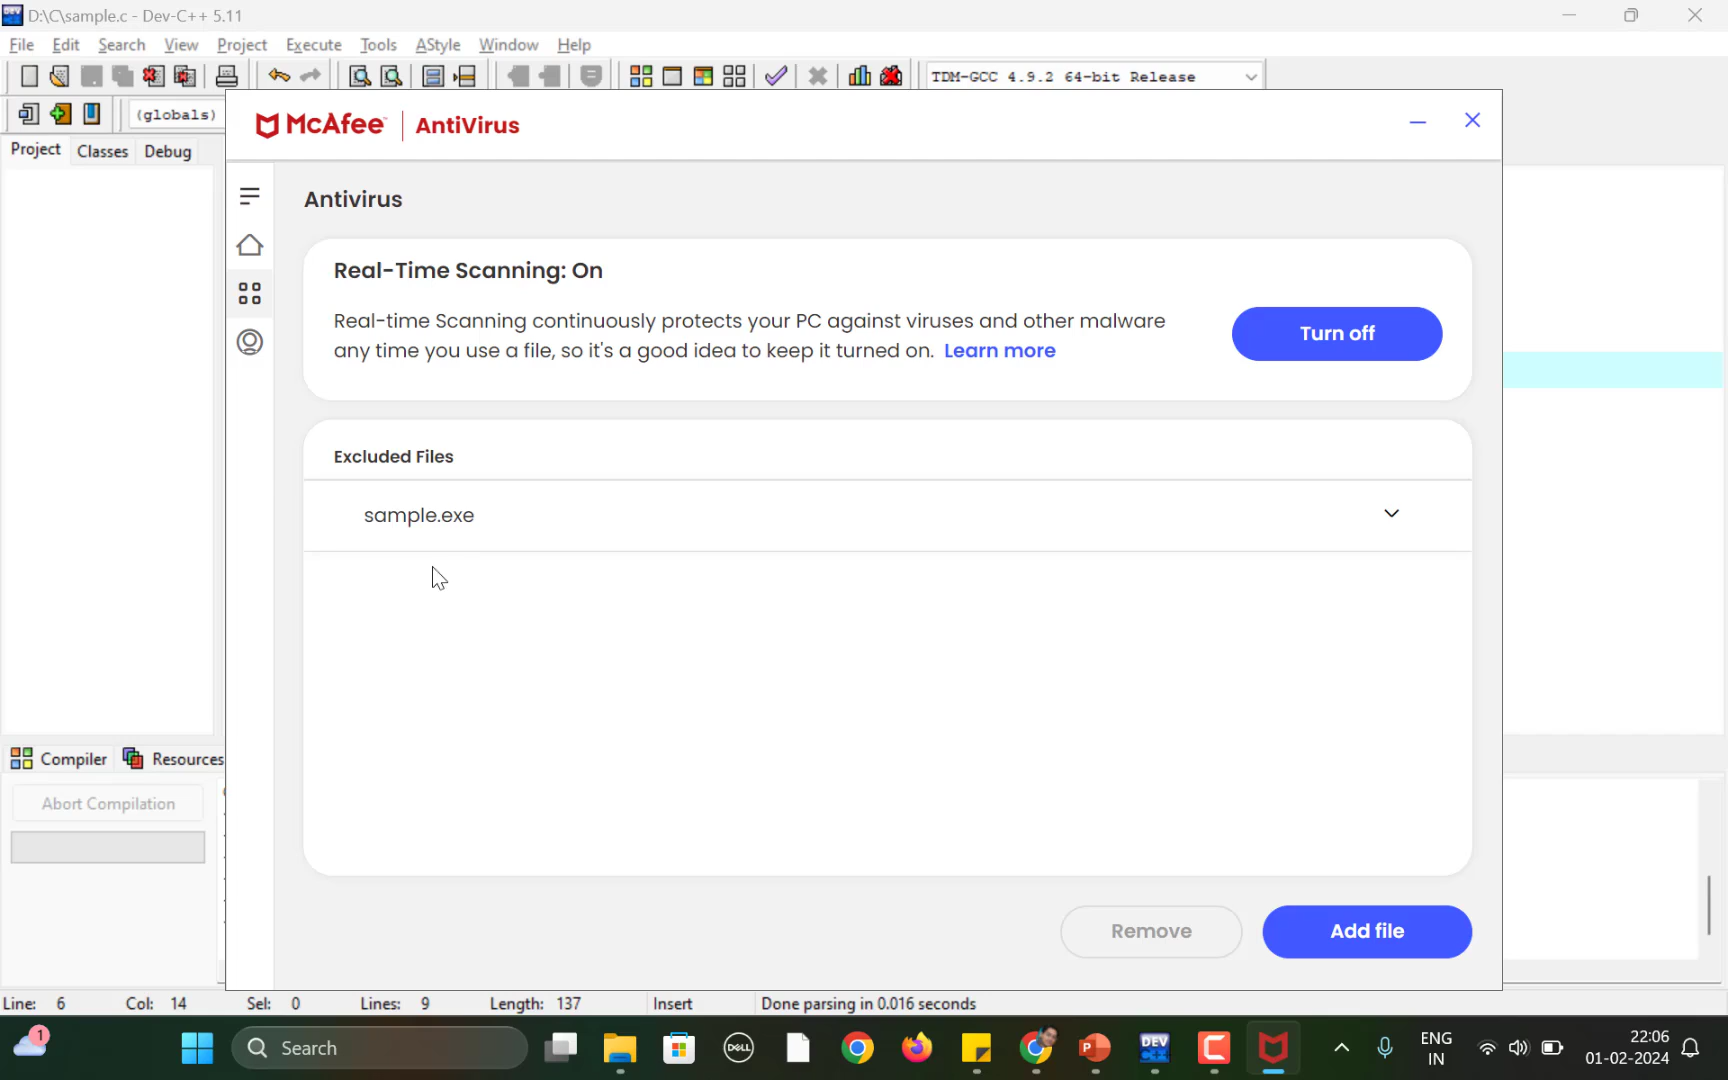 D:\C\sample.c - Dev-C++ 5.11
File Edit Search View Project Execute Tools AStyle Window Help
TDM-GCC 4.9.2 64-bit Release
(globals)
McAfee™ AntiVirus
Project Classes Debug
Antivirus
Real-Time Scanning: On
Real-time Scanning continuously protects your PC against viruses and other malware
any time you use a file, so it's a good idea to keep it turned on. Learn more
Turn off
Excluded Files
sample.exe
Compiler Resources
Abort Compilation
Remove Add file
Line: 6 Col: 14 Sel: 0 Lines: 9 Length: 137 Insert Done parsing in 0.016 seconds
1
Search
DELL
DEV C++
P
ENG
IN
22:06
01-02-2024